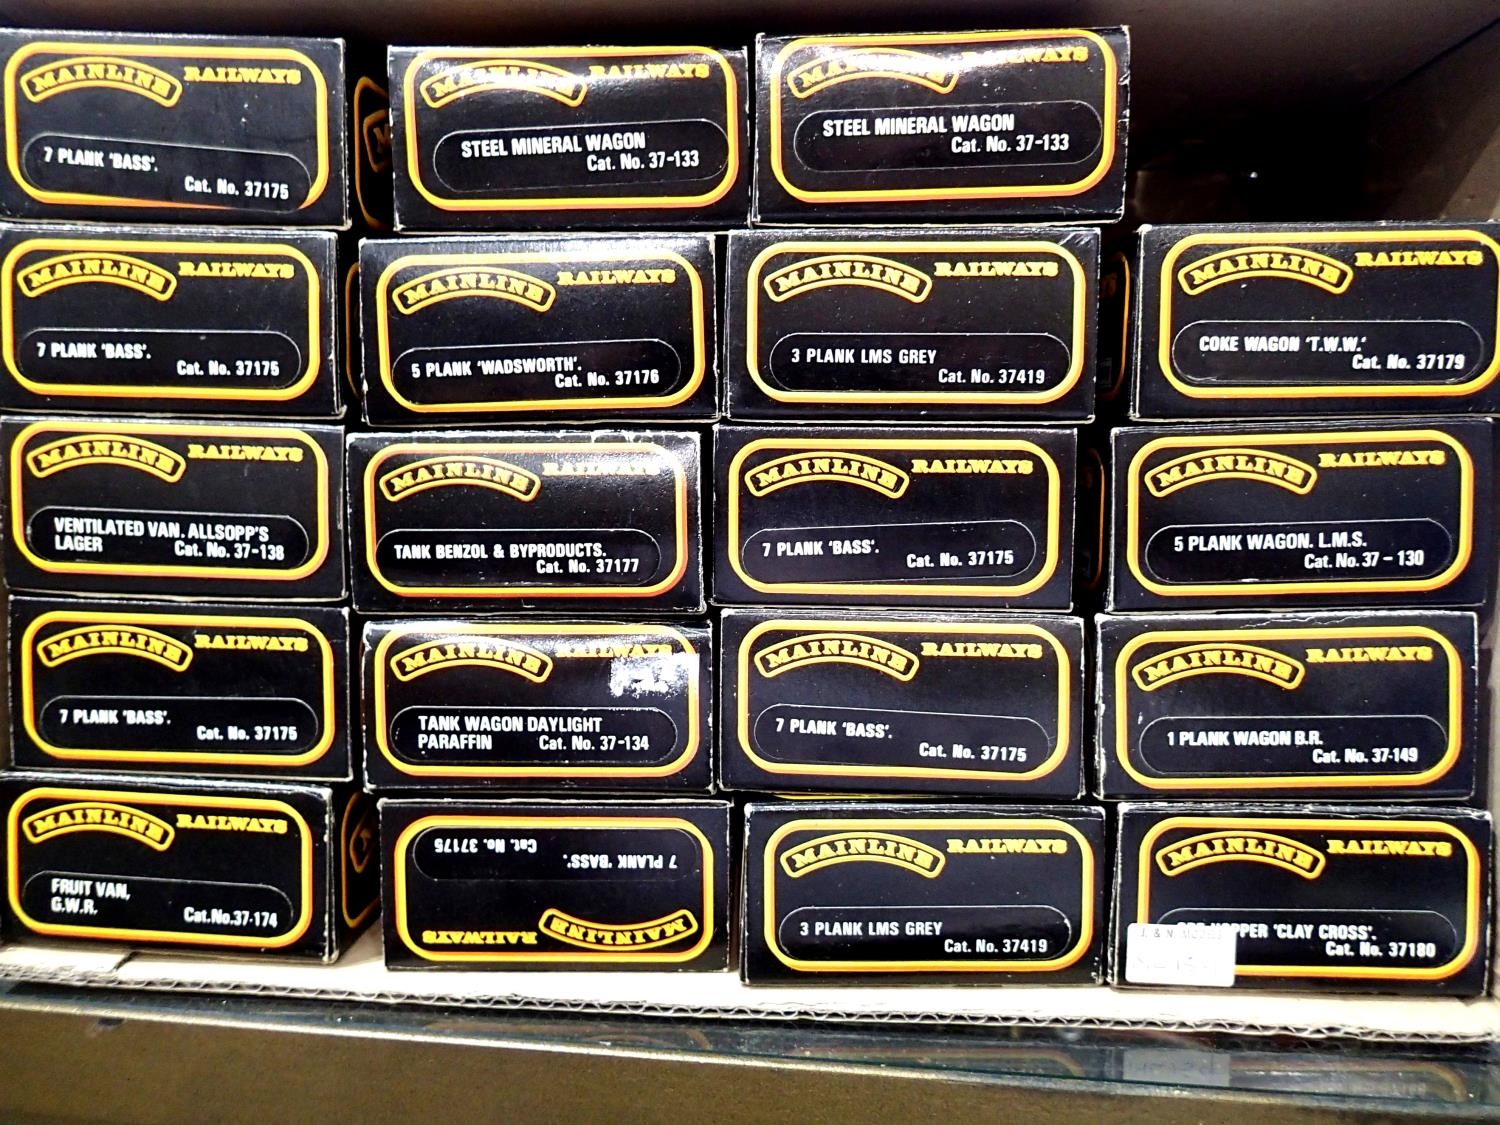 MAINLINE RAILWAYS
7 PLANK 'BASS'.
Cat. No. 37175
MAINLINE RAILWAYS
STEEL MINERAL WAGON
Cat. No. 37-133
MAINLINE RAILWAYS
STEEL MINERAL WAGON
Cat. No. 37-133
MAINLINE RAILWAYS
7 PLANK 'BASS'.
Cat. No. 37175
MAINLINE RAILWAYS
5 PLANK 'WADSWORTH'.
Cat. No. 37176
MAINLINE RAILWAYS
3 PLANK LMS GREY
Cat. No. 37419
MAINLINE RAILWAYS
COKE WAGON 'T.W.W.'
Cat. No. 37179
MAINLINE RAILWAYS
VENTILATED VAN. ALLSOPP'S
LAGER Cat. No. 37-138
MAINLINE RAILWAYS
TANK BENZOL & BYPRODUCTS.
Cat. No. 37177
MAINLINE RAILWAYS
7 PLANK 'BASS'.
Cat. No. 37175
MAINLINE RAILWAYS
5 PLANK WAGON. L.M.S.
Cat. No. 37-130
MAINLINE RAILWAYS
7 PLANK 'BASS'.
Cat. No. 37175
MAINLINE RAILWAYS
TANK WAGON DAYLIGHT
PARAFFIN Cat. No. 37-134
MAINLINE RAILWAYS
7 PLANK 'BASS'.
Cat. No. 37175
MAINLINE RAILWAYS
1 PLANK WAGON B.R.
Cat. No. 37-149
MAINLINE RAILWAYS
FRUIT VAN,
G.W.R. Cat.No.37-174
MAINLINE RAILWAYS
7 PLANK 'BASS'.
Cat. No. 37175
MAINLINE RAILWAYS
3 PLANK LMS GREY
Cat. No. 37419
MAINLINE RAILWAYS
'CLAY CROSS'.
Cat. No. 37180